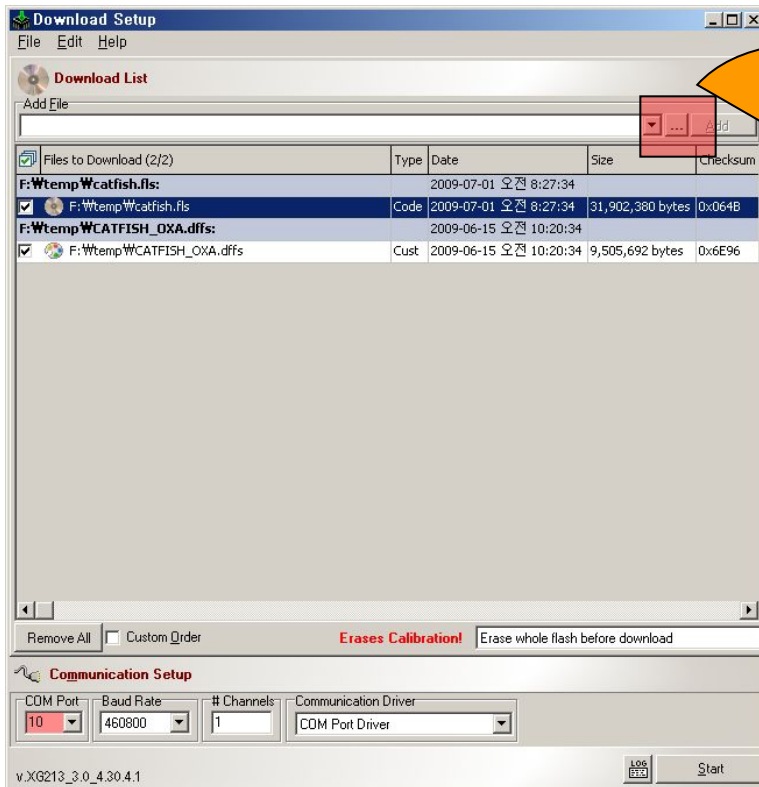 Download Setup
File Edit Help
Download List
Add File
... Add
Files to Download (2/2) Type Date Size Checksum
F:₩temp₩catfish.fls: 2009-07-01 오전 8:27:34
F:₩temp₩catfish.fls Code 2009-07-01 오전 8:27:34 31,902,380 bytes 0x064B
F:₩temp₩CATFISH_OXA.dffs: 2009-06-15 오전 10:20:34
F:₩temp₩CATFISH_OXA.dffs Cust 2009-06-15 오전 10:20:34 9,505,692 bytes 0x6E96
Remove All Custom Order Erases Calibration! Erase whole flash before download
Communication Setup
COM Port Baud Rate # Channels Communication Driver
10 460800 1 COM Port Driver
v.XG213_3.0_4.30.4.1 LOG Start